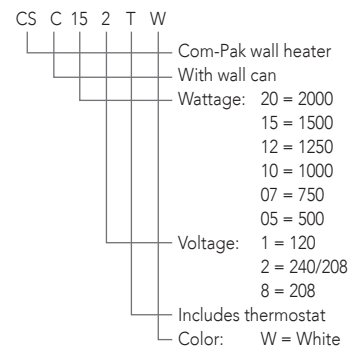 CS C 15 2 T W
Com-Pak wall heater
With wall can
Wattage: 20 = 2000
15 = 1500
12 = 1250
10 = 1000
07 = 750
05 = 500
Voltage: 1 = 120
2 = 240/208
8 = 208
Includes thermostat
Color: W = White